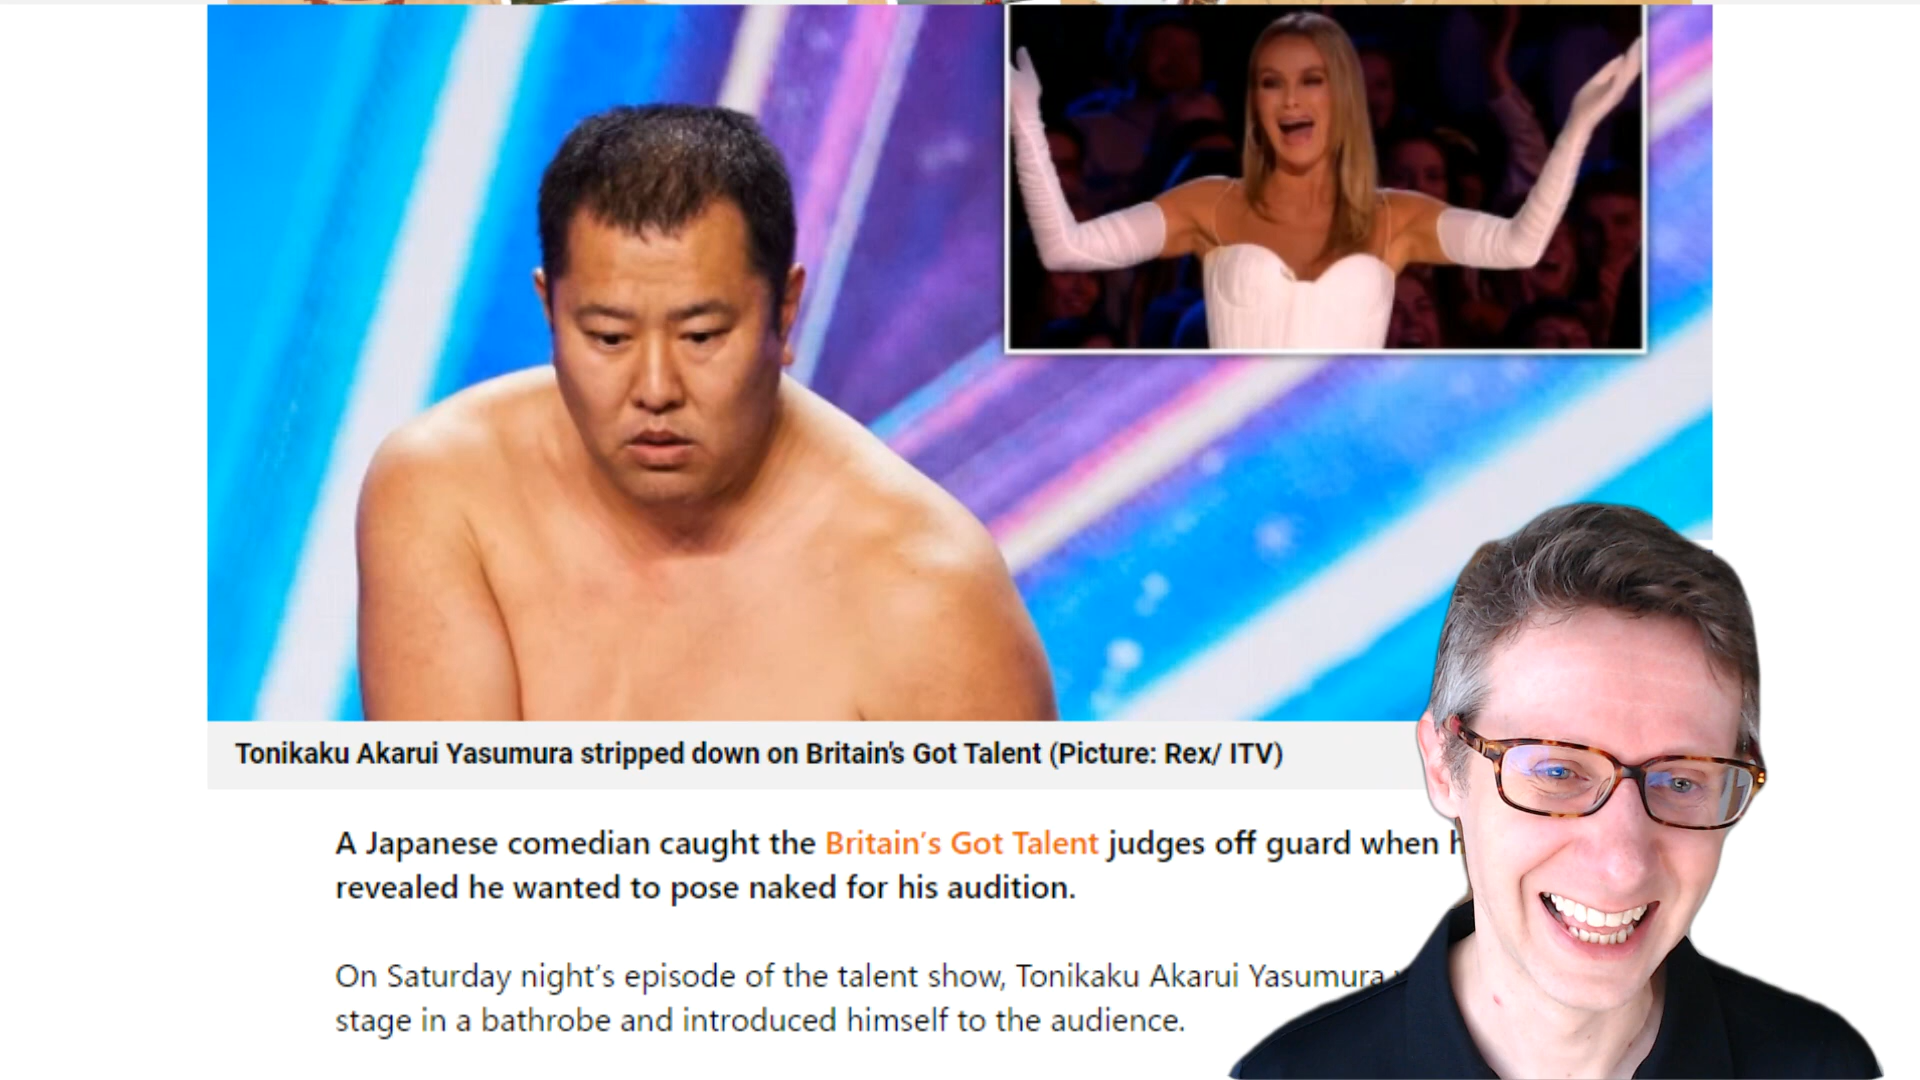 Tonikaku Akarui Yasumura stripped down on Britain's Got Talent (Picture: Rex/ ITV)
A Japanese comedian caught the Britain's Got Talent judges off guard when
revealed he wanted to pose naked for his audition.
On Saturday night's episode of the talent show, Tonikaku Akarui Yasumura
stage in a bathrobe and introduced himself to the audience.